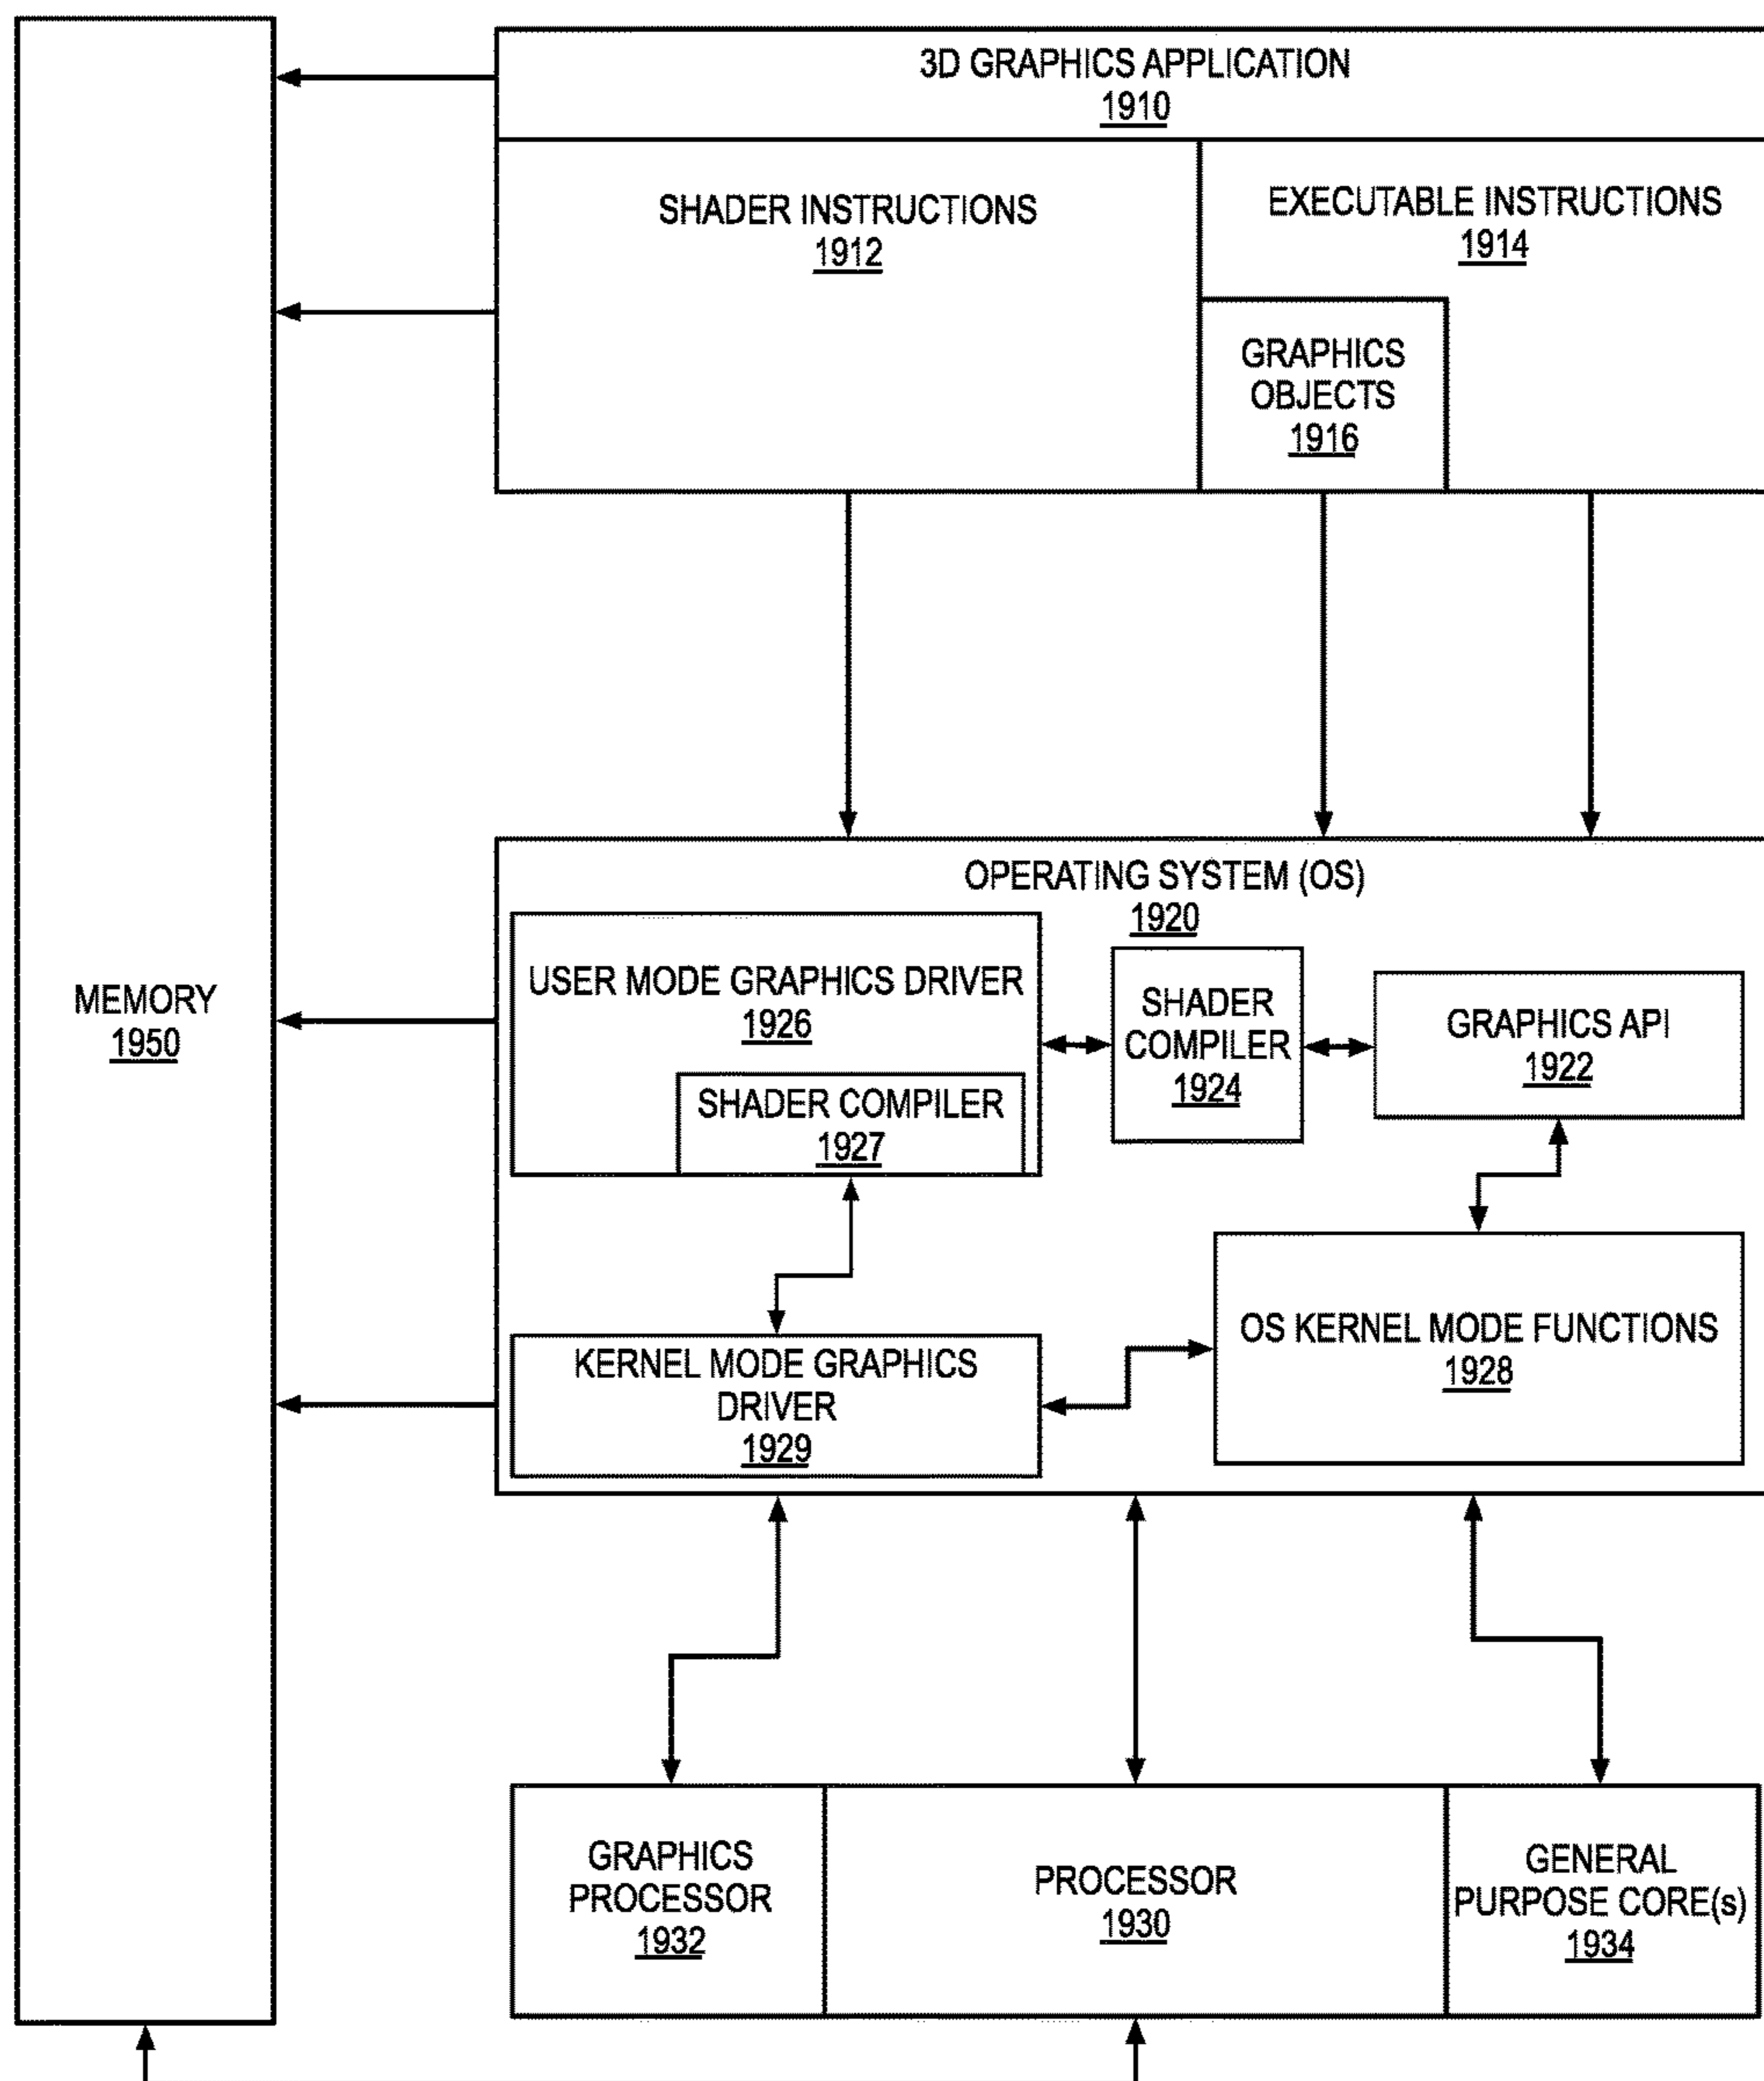 3D GRAPHICS APPLICATION
1910
SHADER INSTRUCTIONS
1912
EXECUTABLE INSTRUCTIONS
1914
GRAPHICS
OBJECTS
1916
MEMORY
1950
OPERATING SYSTEM (OS)
1920
USER MODE GRAPHICS DRIVER
1926
SHADER COMPILER
1927
SHADER
COMPILER
1924
GRAPHICS API
1922
KERNEL MODE GRAPHICS
DRIVER
1929
OS KERNEL MODE FUNCTIONS
1928
GRAPHICS
PROCESSOR
1932
PROCESSOR
1930
GENERAL
PURPOSE CORE(s)
1934